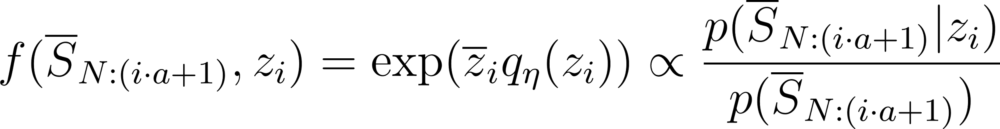 $f(\overline{S}_{N:(i \cdot a+1)}, z_i) = \exp(\overline{z}_i q_\eta(z_i)) \propto \frac{p(\overline{S}_{N:(i \cdot a+1)}|z_i)}{p(\overline{S}_{N:(i \cdot a+1)})}$